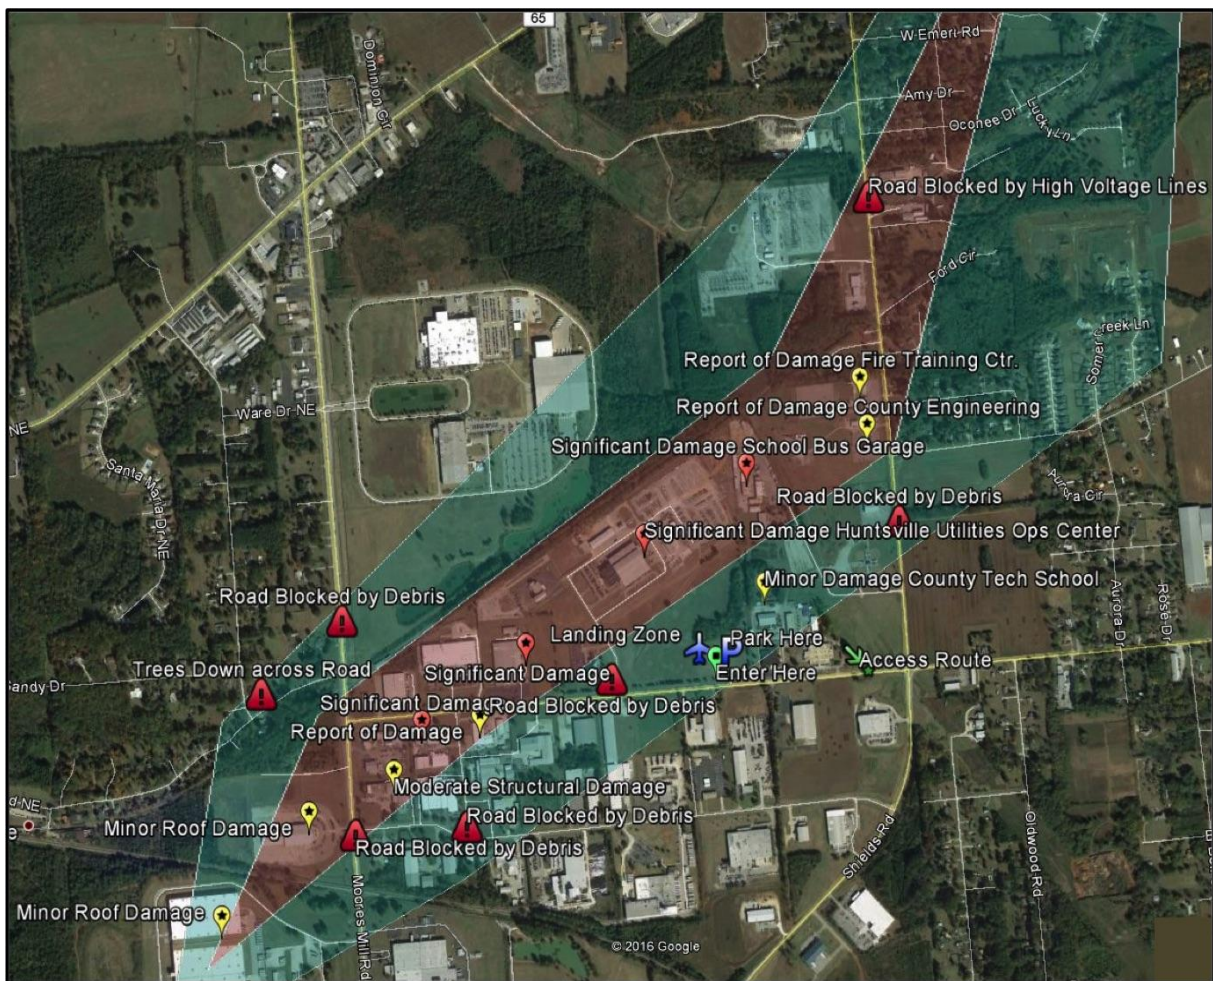 65
W Emeri Rd
Dominion Cir
Amy Dr
Oconee Dr
Lucky Ln
Road Blocked by High Voltage Lines
Ford Cir
Creek Ln
Somer
Report of Damage Fire Training Ctr.
Ware Dr NE
Report of Damage County Engineering
NE
Significant Damage School Bus Garage
Santa Maria Dr NE
Road Blocked by Debris
Aurora Cir
Significant Damage Huntsville Utilities Ops Center
Minor Damage County Tech School
Aurora Dr
Rose Dr
Road Blocked by Debris
Landing Zone
Park Here
Trees Down across Road
Significant Damage
Enter Here
Access Route
Sandy Dr
Significant Damage
Road Blocked by Debris
Report of Damage
Moderate Structural Damage
d NE
e
Minor Roof Damage
Road Blocked by Debris
Road Blocked by Debris
Shields Rd
Oldwood Rd
Minor Roof Damage
Moores Mill Rd
© 2016 Google